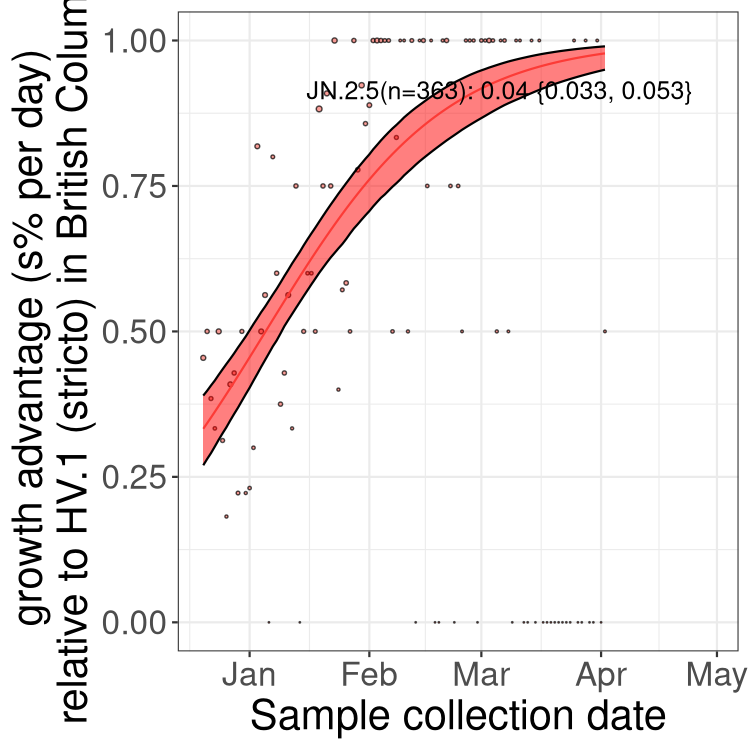 growth advantage (s% per day)
relative to HV.1 (stricto) in British Colum
1.00
0.75
0.50
0.25
0.00
JN.2.5(n=363): 0.04 {0.033, 0.053}
Jan Feb Mar Apr May
Sample collection date